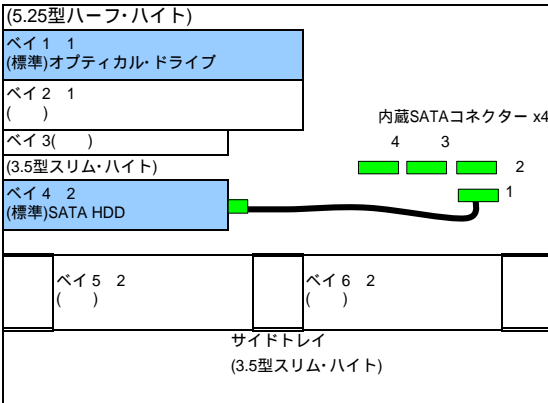 (5.25型ハーフ・ハイト)
ベイ 1　1
(標準)オプティカル・ドライブ
ベイ 2　1
(　　)
ベイ 3(　　)
(3.5型スリム・ハイト)
ベイ 4　2
(標準)SATA HDD
内蔵SATAコネクター x4
4　3
2
1
ベイ 5　2
(　　)
ベイ 6　2
(　　)
サイドトレイ
(3.5型スリム・ハイト)